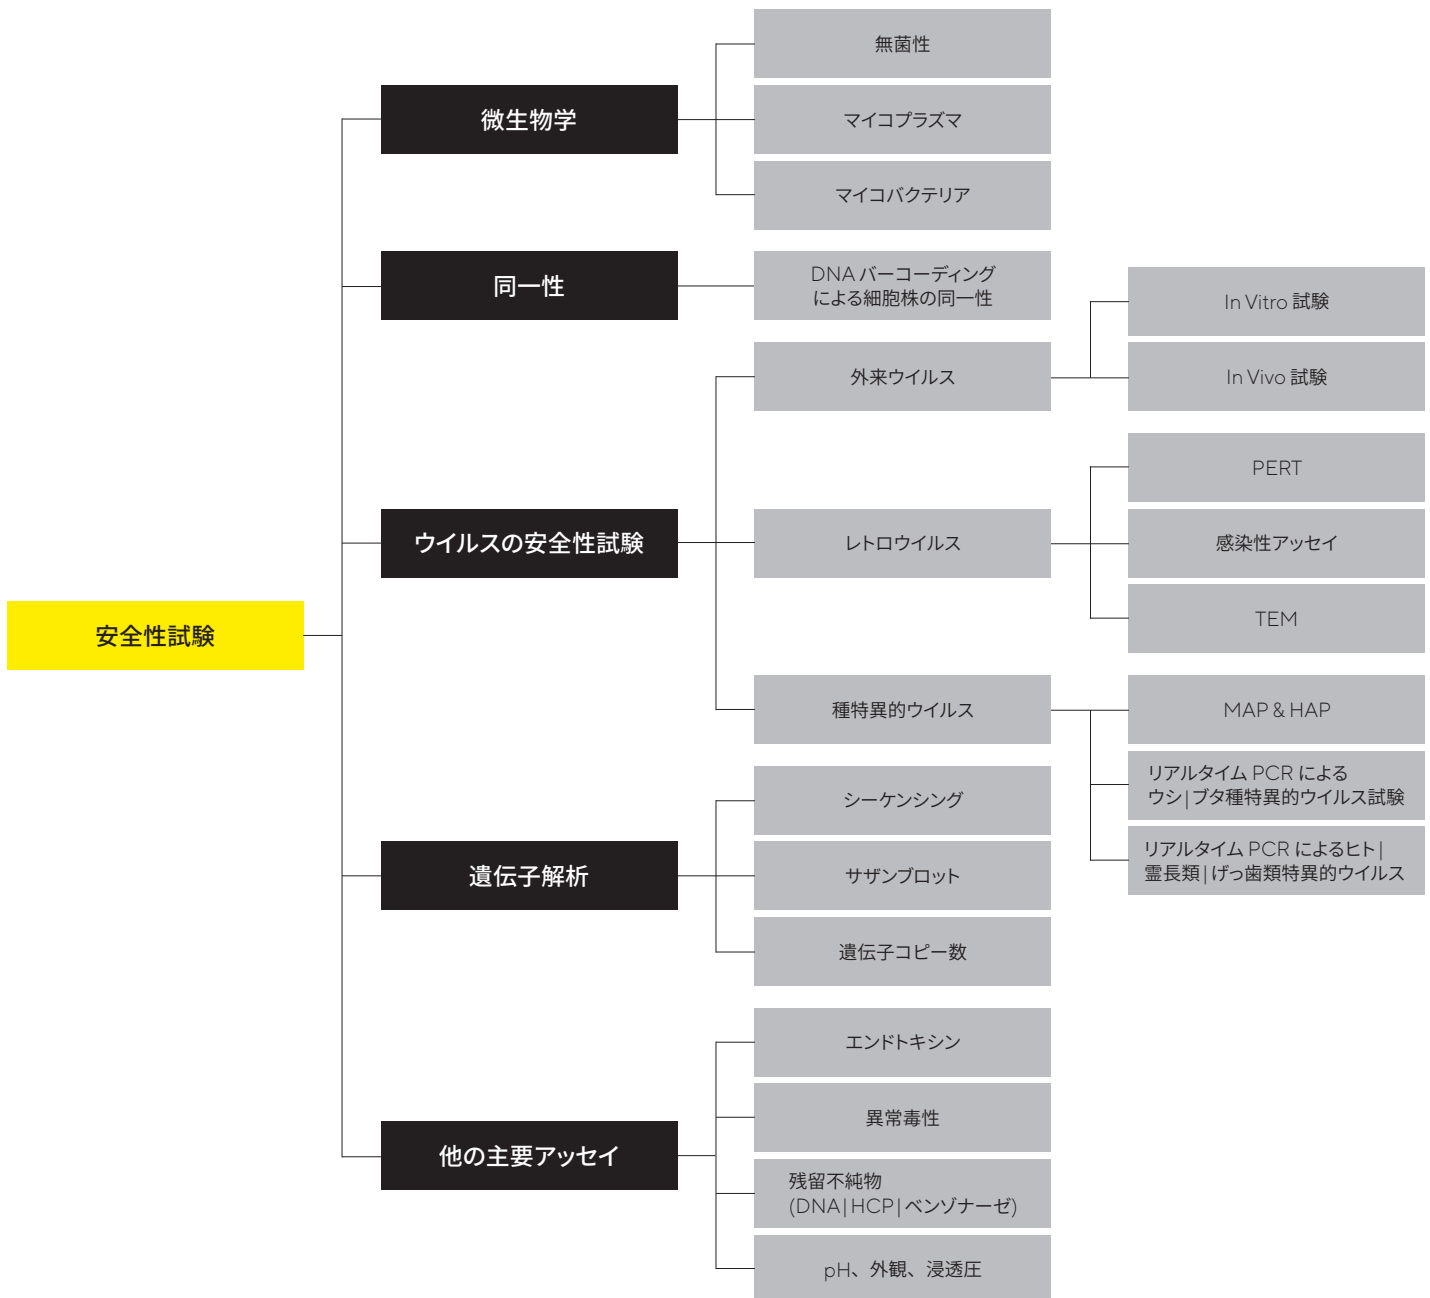 安全性試験
微生物学
無菌性
マイコプラズマ
マイコバクテリア
同一性
DNA バーコーディング
による細胞株の同一性
ウイルスの安全性試験
外来ウイルス
In Vitro 試験
In Vivo 試験
レトロウイルス
PERT
感染性アッセイ
TEM
種特異的ウイルス
MAP & HAP
リアルタイム PCR による
ウシ|ブタ種特異的ウイルス試験
リアルタイム PCR によるヒト|
霊長類|げっ歯類特異的ウイルス
遺伝子解析
シーケンシング
サザンブロット
遺伝子コピー数
他の主要アッセイ
エンドトキシン
異常毒性
残留不純物
(DNA|HCP|ベンゾナーゼ)
pH、外観、浸透圧